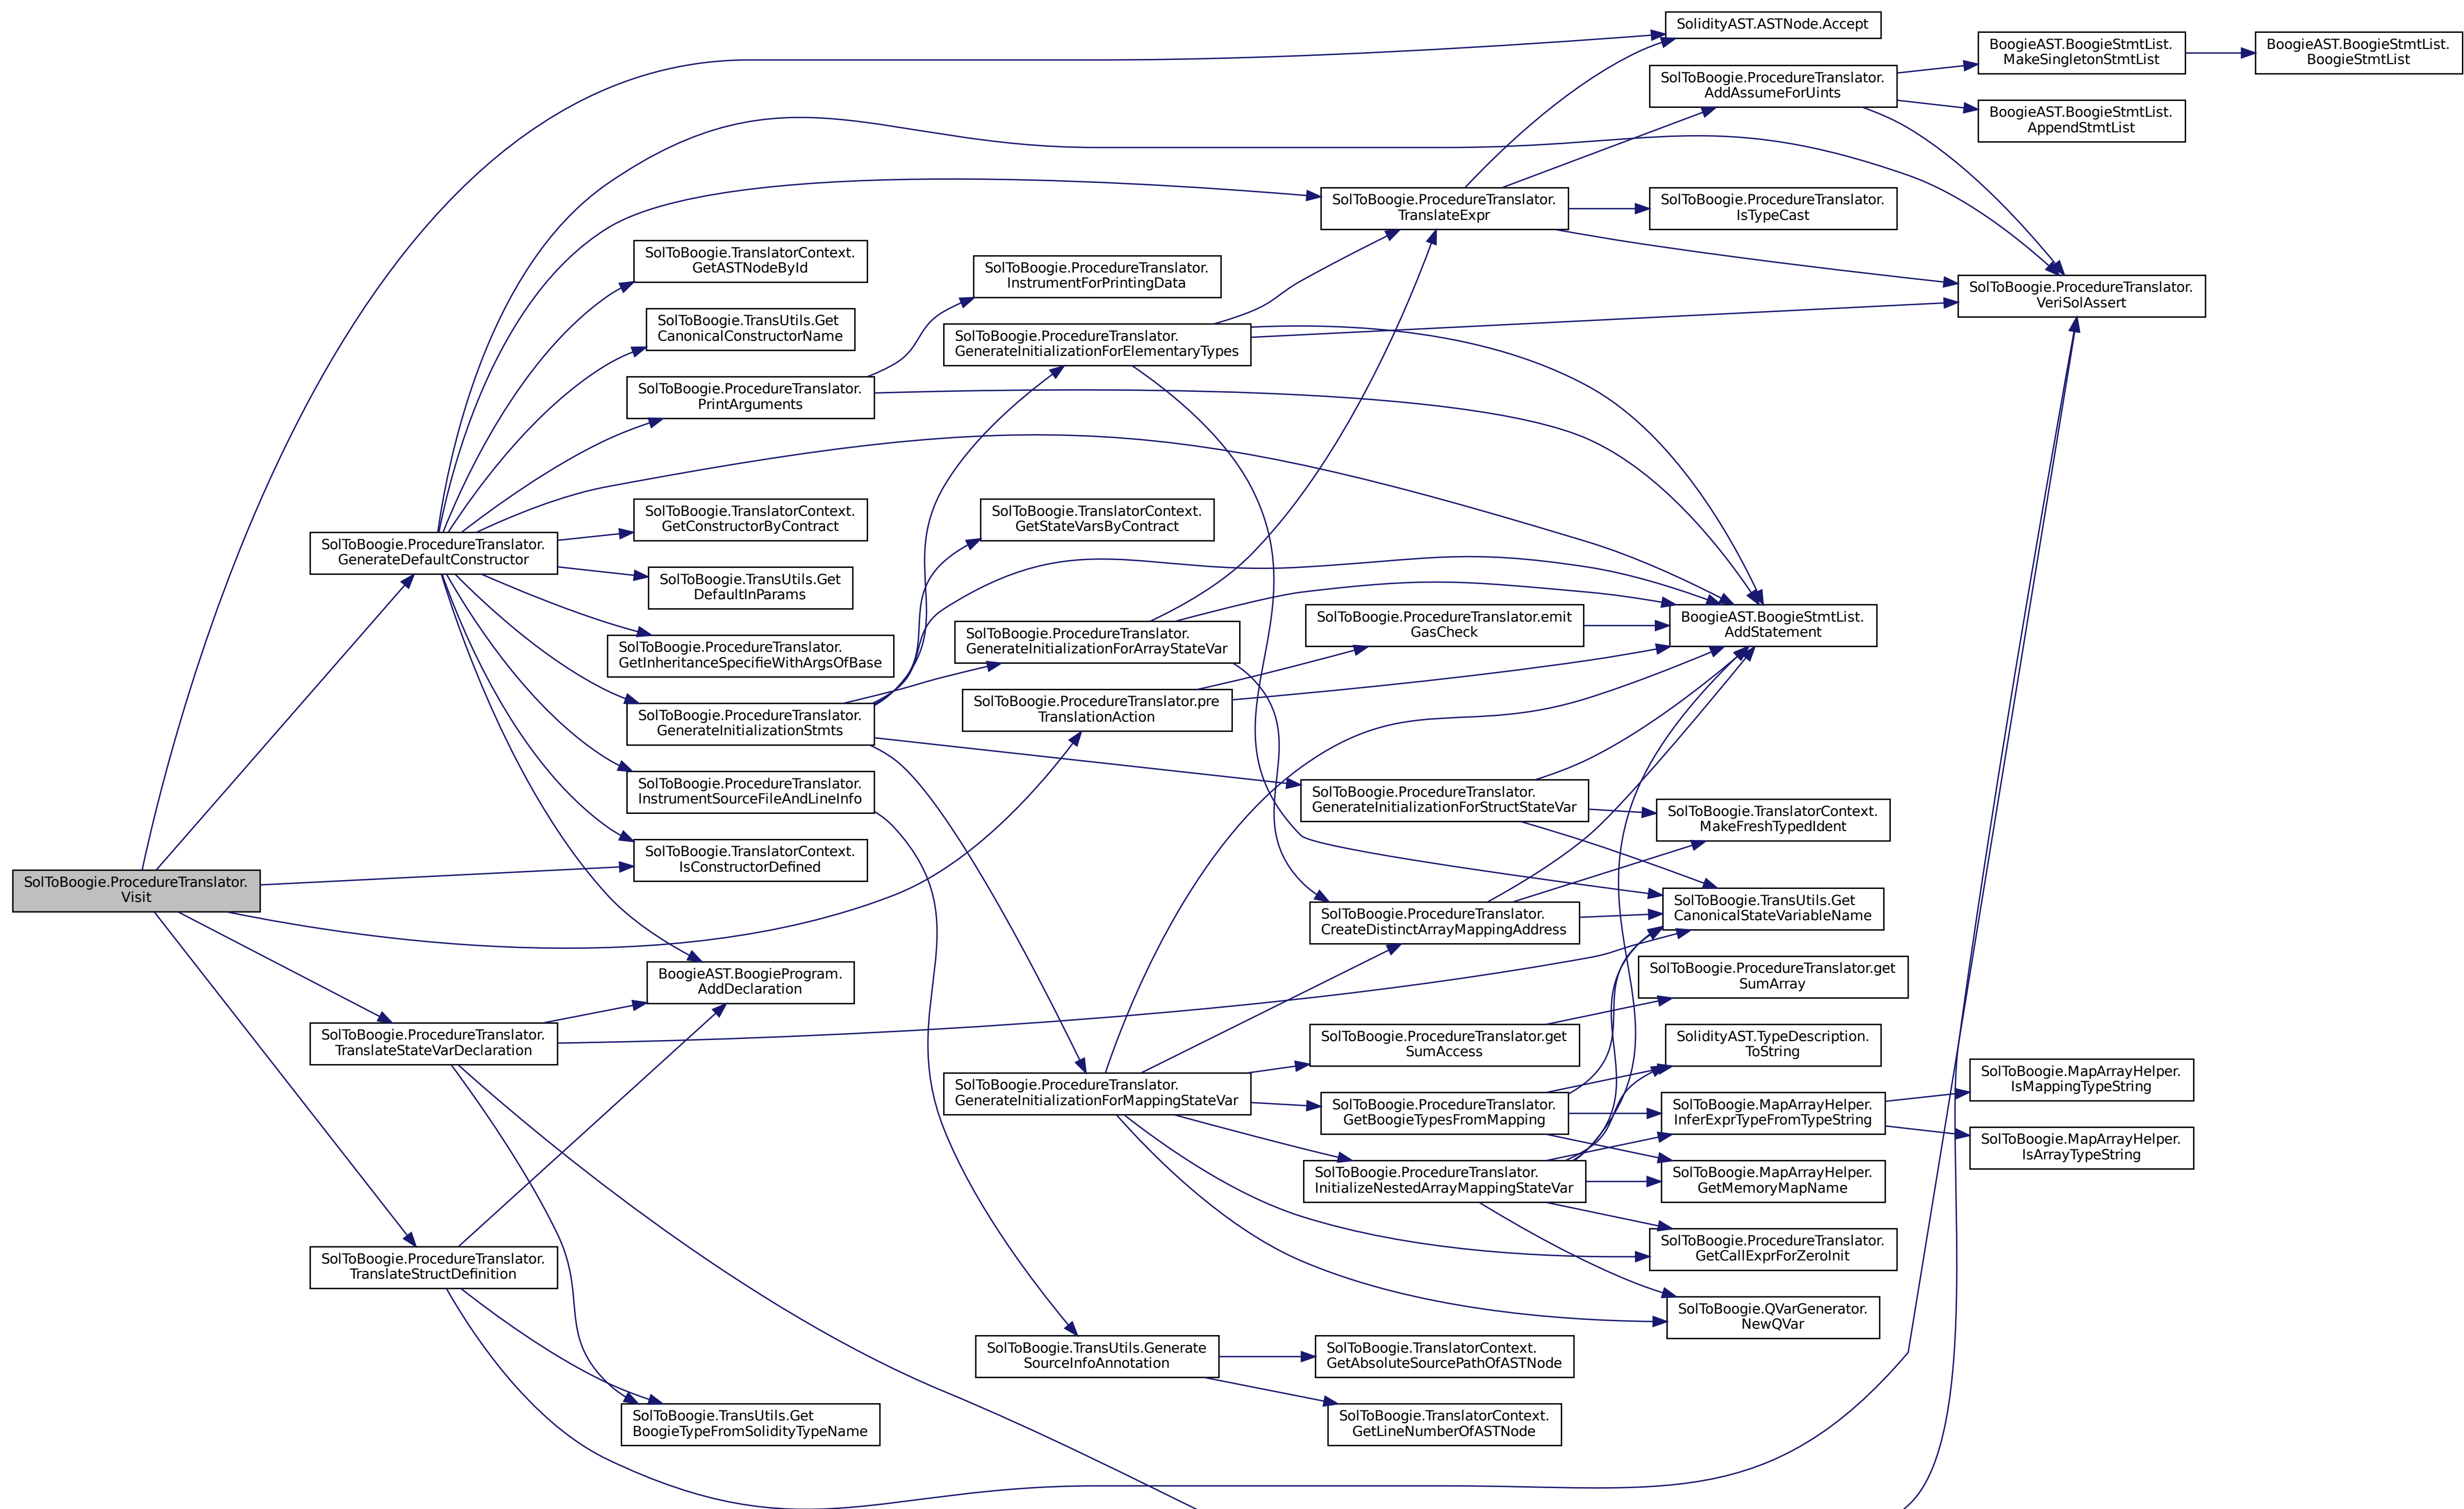 SolToBoogie.ProcedureTranslator.
Visit
SolidityAST.ASTNode.Accept
SolToBoogie.ProcedureTranslator.
GenerateDefaultConstructor
SolToBoogie.TranslatorContext.
GetASTNodeById
SolToBoogie.TransUtils.Get
CanonicalConstructorName
SolToBoogie.ProcedureTranslator.
PrintArguments
SolToBoogie.TranslatorContext.
GetConstructorByContract
SolToBoogie.TransUtils.Get
DefaultInParams
SolToBoogie.ProcedureTranslator.
GetInheritanceSpecifieWithArgsOfBase
SolToBoogie.ProcedureTranslator.
GenerateInitializationStmts
SolToBoogie.ProcedureTranslator.
InstrumentSourceFileAndLineInfo
SolToBoogie.TranslatorContext.
IsConstructorDefined
BoogieAST.BoogieProgram.
AddDeclaration
SolToBoogie.ProcedureTranslator.
TranslateStateVarDeclaration
SolToBoogie.ProcedureTranslator.
TranslateStructDefinition
SolToBoogie.TransUtils.Get
BoogieTypeFromSolidityTypeName
SolToBoogie.ProcedureTranslator.
InstrumentForPrintingData
SolToBoogie.ProcedureTranslator.
GenerateInitializationForElementaryTypes
SolToBoogie.TranslatorContext.
GetStateVarsByContract
SolToBoogie.ProcedureTranslator.
GenerateInitializationForArrayStateVar
SolToBoogie.ProcedureTranslator.pre
TranslationAction
SolToBoogie.ProcedureTranslator.
GenerateInitializationForMappingStateVar
SolToBoogie.TransUtils.Generate
SourceInfoAnnotation
SolToBoogie.ProcedureTranslator.
TranslateExpr
SolToBoogie.ProcedureTranslator.emit
GasCheck
SolToBoogie.ProcedureTranslator.
GenerateInitializationForStructStateVar
SolToBoogie.ProcedureTranslator.
CreateDistinctArrayMappingAddress
SolToBoogie.ProcedureTranslator.get
SumAccess
SolToBoogie.ProcedureTranslator.
GetBoogieTypesFromMapping
SolToBoogie.ProcedureTranslator.
InitializeNestedArrayMappingStateVar
SolToBoogie.TranslatorContext.
GetAbsoluteSourcePathOfASTNode
SolToBoogie.TranslatorContext.
GetLineNumberOfASTNode
SolToBoogie.ProcedureTranslator.
AddAssumeForUints
SolToBoogie.ProcedureTranslator.
IsTypeCast
BoogieAST.BoogieStmtList.
AddStatement
SolToBoogie.TranslatorContext.
MakeFreshTypedIdent
SolToBoogie.TransUtils.Get
CanonicalStateVariableName
SolToBoogie.ProcedureTranslator.get
SumArray
SolidityAST.TypeDescription.
ToString
SolToBoogie.MapArrayHelper.
InferExprTypeFromTypeString
SolToBoogie.MapArrayHelper.
GetMemoryMapName
SolToBoogie.ProcedureTranslator.
GetCallExprForZeroInit
SolToBoogie.QVarGenerator.
NewQVar
BoogieAST.BoogieStmtList.
MakeSingletonStmtList
BoogieAST.BoogieStmtList.
AppendStmtList
SolToBoogie.ProcedureTranslator.
VeriSolAssert
SolToBoogie.MapArrayHelper.
IsMappingTypeString
SolToBoogie.MapArrayHelper.
IsArrayTypeString
BoogieAST.BoogieStmtList.
BoogieStmtList